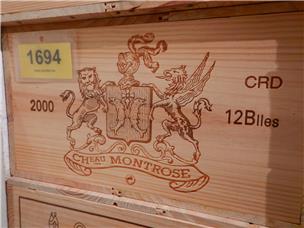 1694
2000
CRD
12Blles
CHEAU MONTROSE